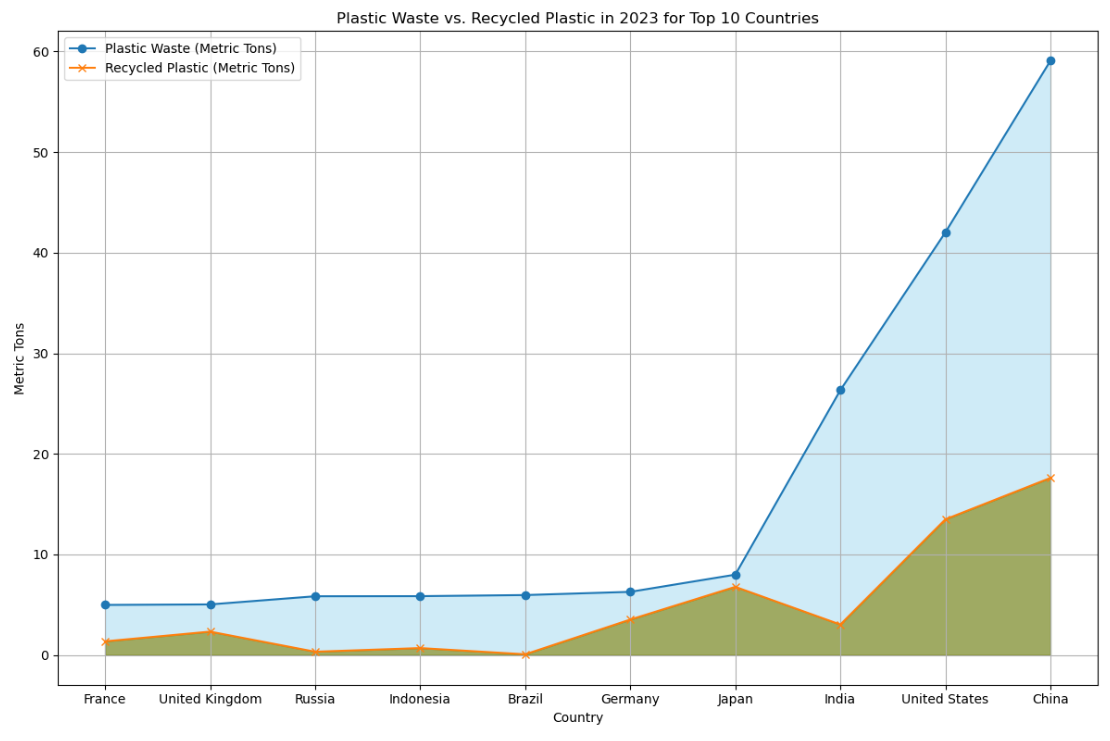 Plastic Waste vs. Recycled Plastic in 2023 for Top 10 Countries
Plastic Waste (Metric Tons)
Recycled Plastic (Metric Tons)
60
50
40
30
20
10
0
Metric Tons
France United Kingdom Russia Indonesia Brazil Germany Japan India United States China
Country